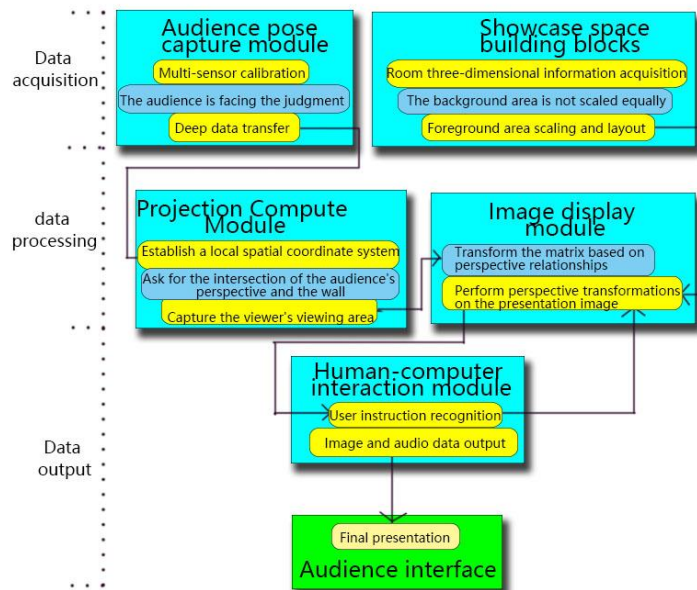 Data
acquisition
Audience pose
capture module
Multi-sensor calibration
The audience is facing the judgment
Deep data transfer
Showcase space
building blocks
Room three-dimensional information acquisition
The background area is not scaled equally
Foreground area scaling and layout
data
processing
Projection Compute
Module
Establish a local spatial coordinate system
Ask for the intersection of the audience's
perspective and the wall
Capture the viewer's viewing area
Image display
module
Transform the matrix based on
perspective relationships
Perform perspective transformations
on the presentation image
Data
output
Human-computer
interaction module
User instruction recognition
Image and audio data output
Final presentation
Audience interface